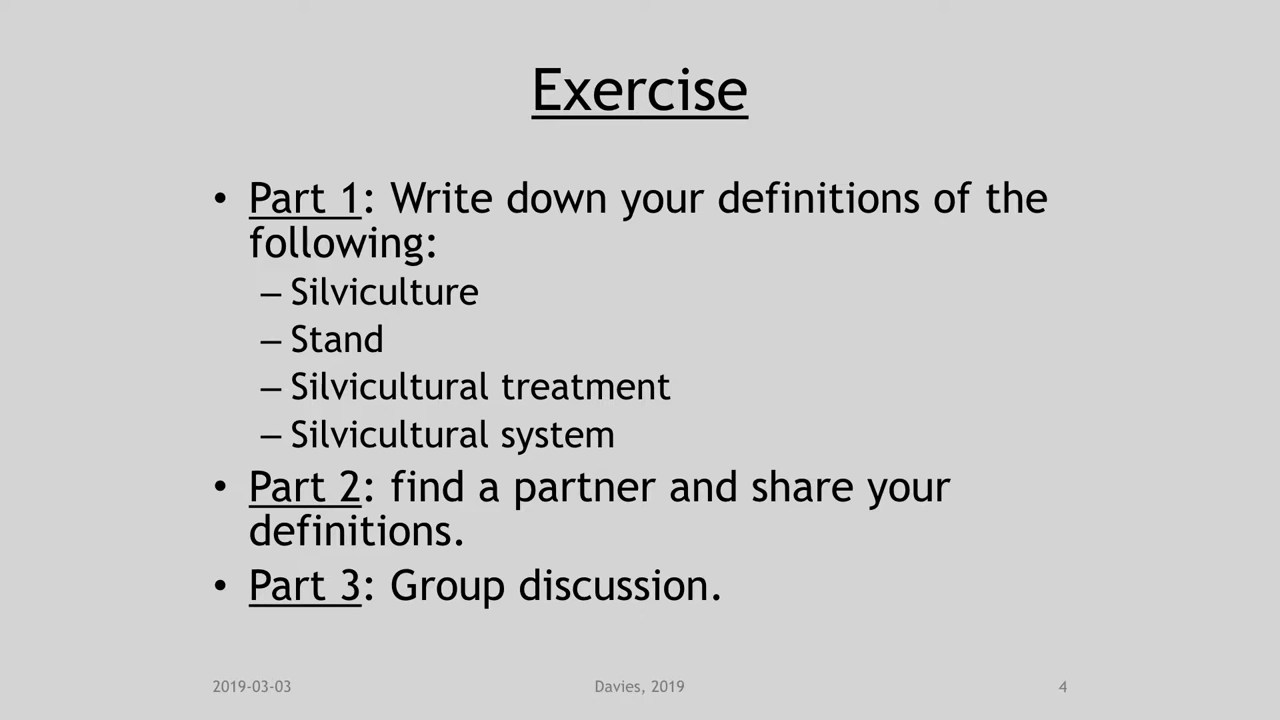 Exercise
• Part 1: Write down your definitions of the
following:
– Silviculture
– Stand
– Silvicultural treatment
– Silvicultural system
• Part 2: find a partner and share your
definitions.
• Part 3: Group discussion.
2019-03-03 Davies, 2019 4